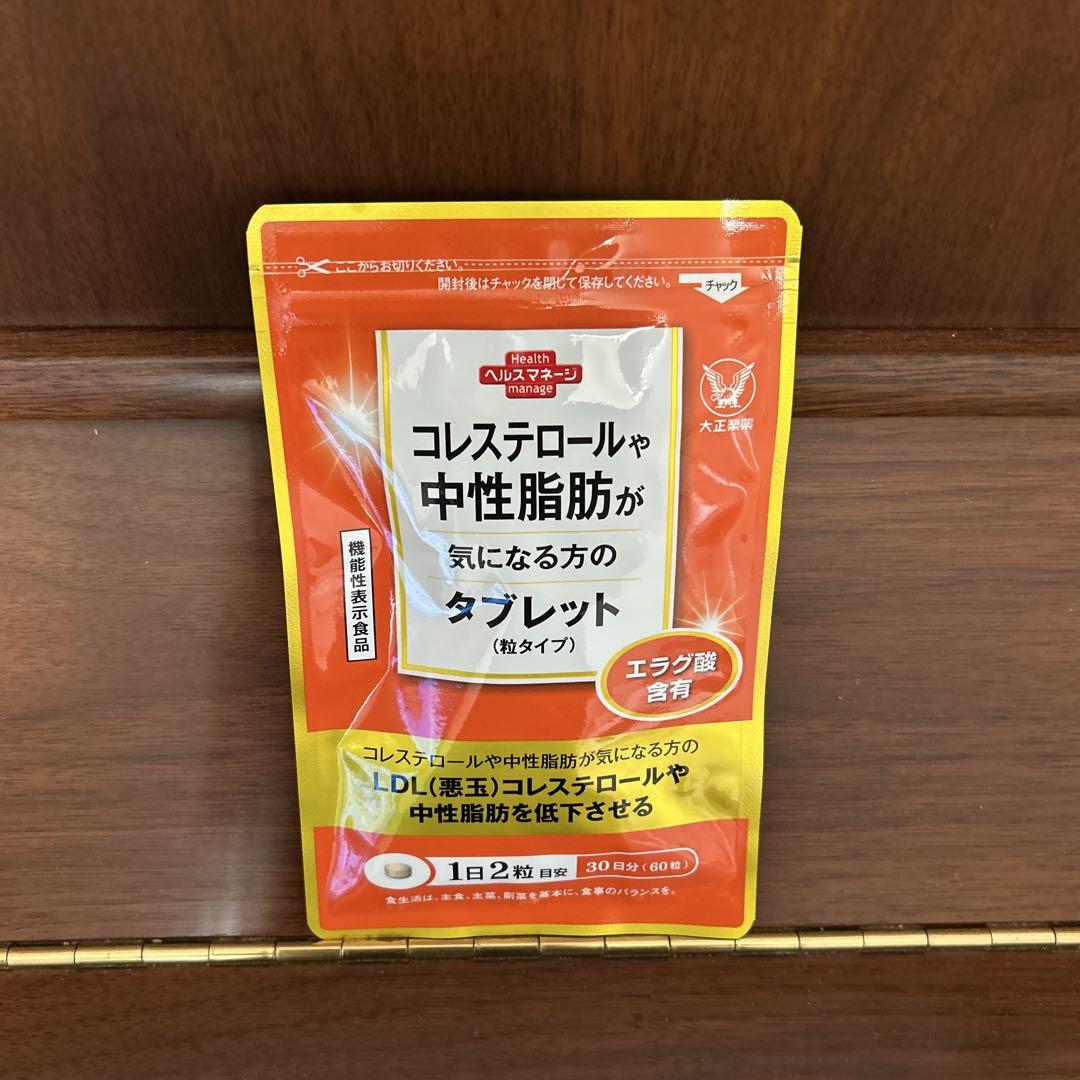 ここからお切りください。
開封後はチャックを閉じて保存してください。
チャック
Health
ヘルスマネージ
manage
大正製薬
コレステロールや
中性脂肪が
気になる方の
タブレット
(粒タイプ)
機能性表示食品
エラグ酸
含有
コレステロールや中性脂肪が気になる方の
LDL(悪玉)コレステロールや
中性脂肪を低下させる
1日2粒目安 30日分(60粒)
食生活は、主食、主菜、副菜を基本に、食事のバランスを。